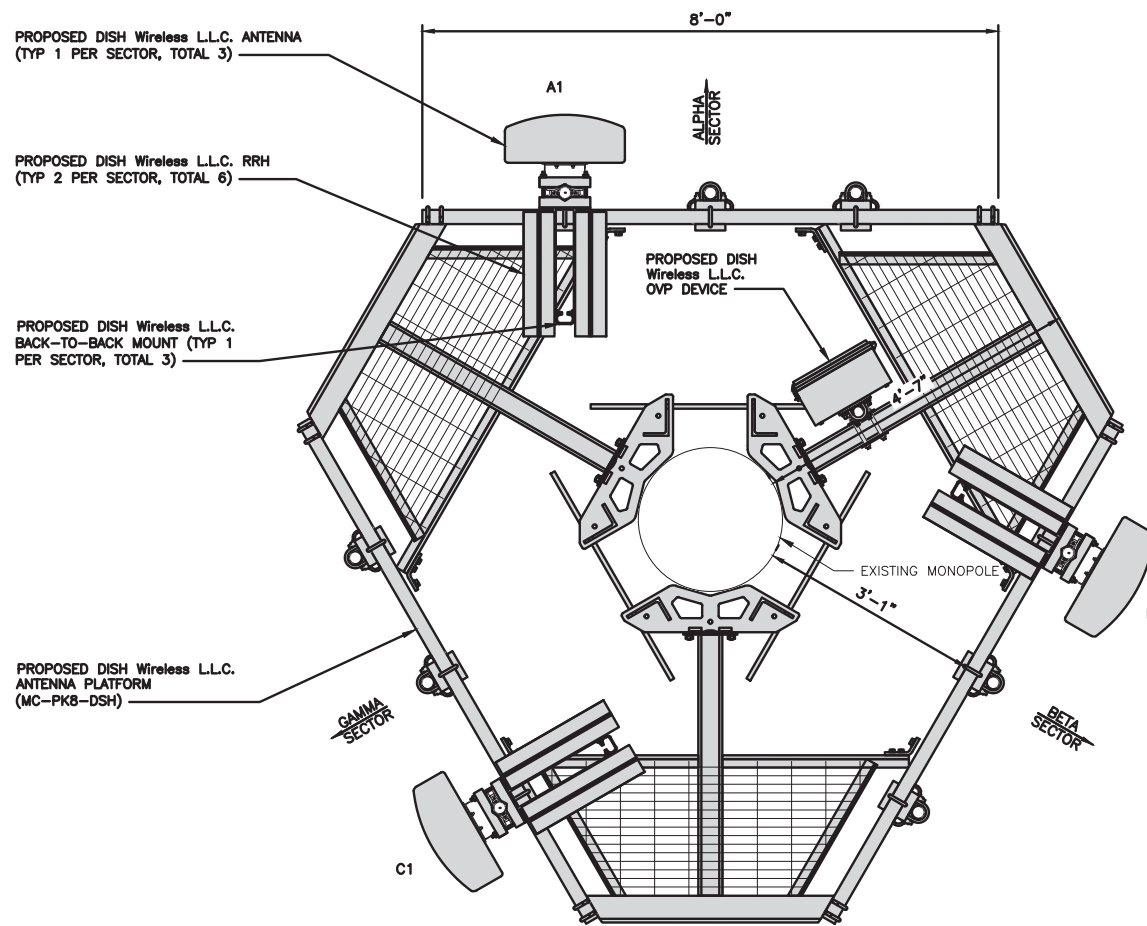 8'-0"
PROPOSED DISH Wireless L.L.C. ANTENNA
(TYP 1 PER SECTOR, TOTAL 3)
A1
ALPHA
SECTOR
PROPOSED DISH Wireless L.L.C. RRH
(TYP 2 PER SECTOR, TOTAL 6)
PROPOSED DISH
Wireless L.L.C.
OVP DEVICE
PROPOSED DISH Wireless L.L.C.
BACK-TO-BACK MOUNT (TYP 1
PER SECTOR, TOTAL 3)
4'-7"
EXISTING MONOPOLE
3'-1"
PROPOSED DISH Wireless L.L.C.
ANTENNA PLATFORM
(MC-PK8-DSH)
GAMMA
SECTOR
BETA
SECTOR
C1